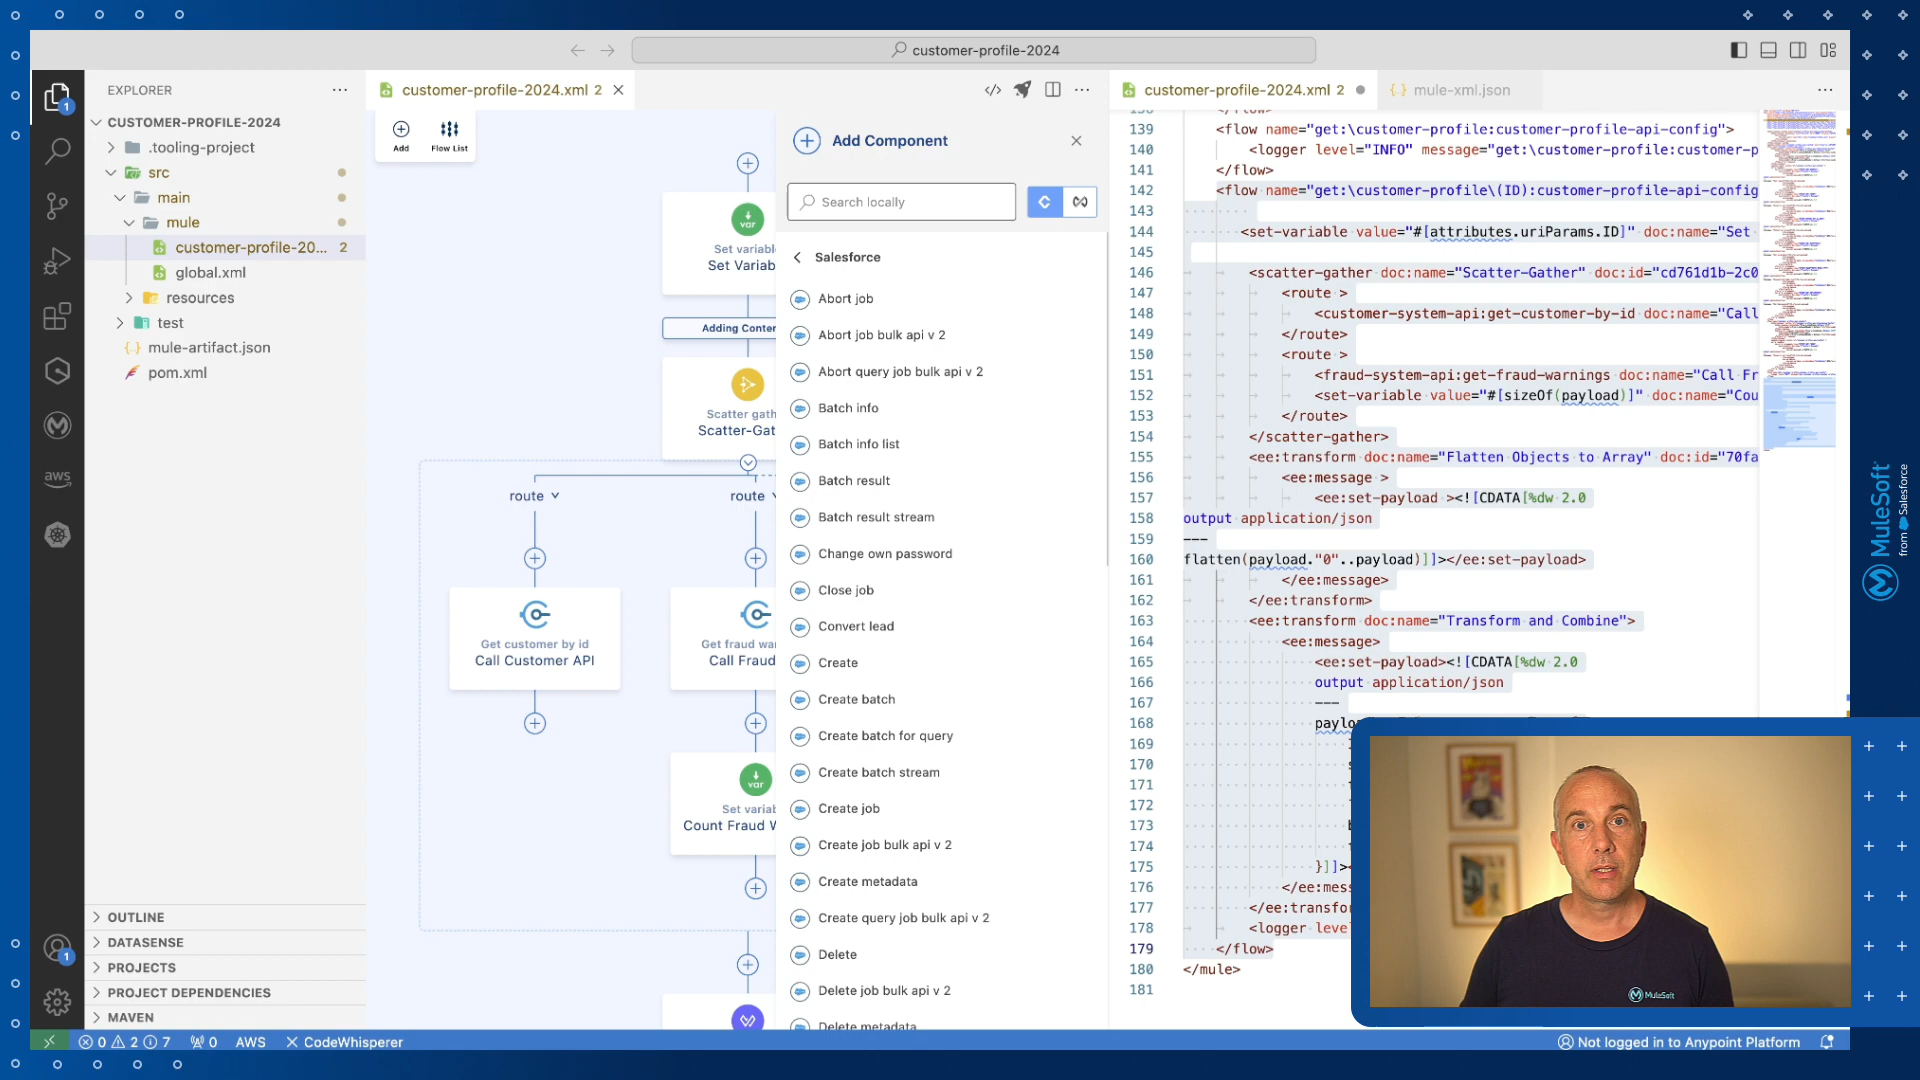 customer-profile-2024
EXPLORER
CUSTOMER-PROFILE-2024
.tooling-project
src
main
mule
customer-profile-20... 2
global.xml
resources
test
mule-artifact.json
pom.xml
OUTLINE
DATASENSE
PROJECTS
PROJECT DEPENDENCIES
MAVEN
1
aws
1
customer-profile-2024.xml 2
Add
Flow List
var
Set variable
Set Variab
Adding Conter
Scatter gath
Scatter-Gat
route
route
Get customer by id
Call Customer API
Get fraud wa
Call Fraud
var
Set variab
Count Fraud W
Add Component
Search locally
Salesforce
Abort job
Abort job bulk api v 2
Abort query job bulk api v 2
Batch info
Batch info list
Batch result
Batch result stream
Change own password
Close job
Convert lead
Create
Create batch
Create batch for query
Create batch stream
Create job
Create job bulk api v 2
Create metadata
Create query job bulk api v 2
Delete
Delete job bulk api v 2
Delete metadata
customer-profile-2024.xml 2
mule-xml.json
139 <flow name="get:\customer-profile:customer-profile-api-config">
140 <logger level="INFO" message="get:\customer-profile:customer-p
141 </flow>
142 <flow name="get:\customer-profile\(ID):customer-profile-api-config
143
144 <set-variable value="#[attributes.uriParams.ID]" doc:name="Set
145
146 <scatter-gather doc:name="Scatter-Gather" doc:id="cd761d1b-2c0
147 <route >
148 <customer-system-api:get-customer-by-id doc:name="Call
149 </route>
150 <route >
151 <fraud-system-api:get-fraud-warnings doc:name="Call Fr
152 <set-variable value="#[sizeOf(payload)]" doc:name="Cou
153 </route>
154 </scatter-gather>
155 <ee:transform doc:name="Flatten Objects to Array" doc:id="70fa
156 <ee:message >
157 <ee:set-payload ><![CDATA[%dw 2.0
158 output application/json
159 ---
160 flatten(payload."0"..payload)]]></ee:set-payload>
161 </ee:message>
162 </ee:transform>
163 <ee:transform doc:name="Transform and Combine">
164 <ee:message>
165 <ee:set-payload><![CDATA[%dw 2.0
166 output application/json
167 ---
168 paylo
169
170 s
171
172
173 b
174
175 }]]><
176 </ee:mess
177 </ee:transfor
178 <logger leve
179 </flow>
180 </mule>
181
MuleSoft
from Salesforce
MuleSoft
0 2 7
0
AWS
CodeWhisperer
Not logged in to Anypoint Platform